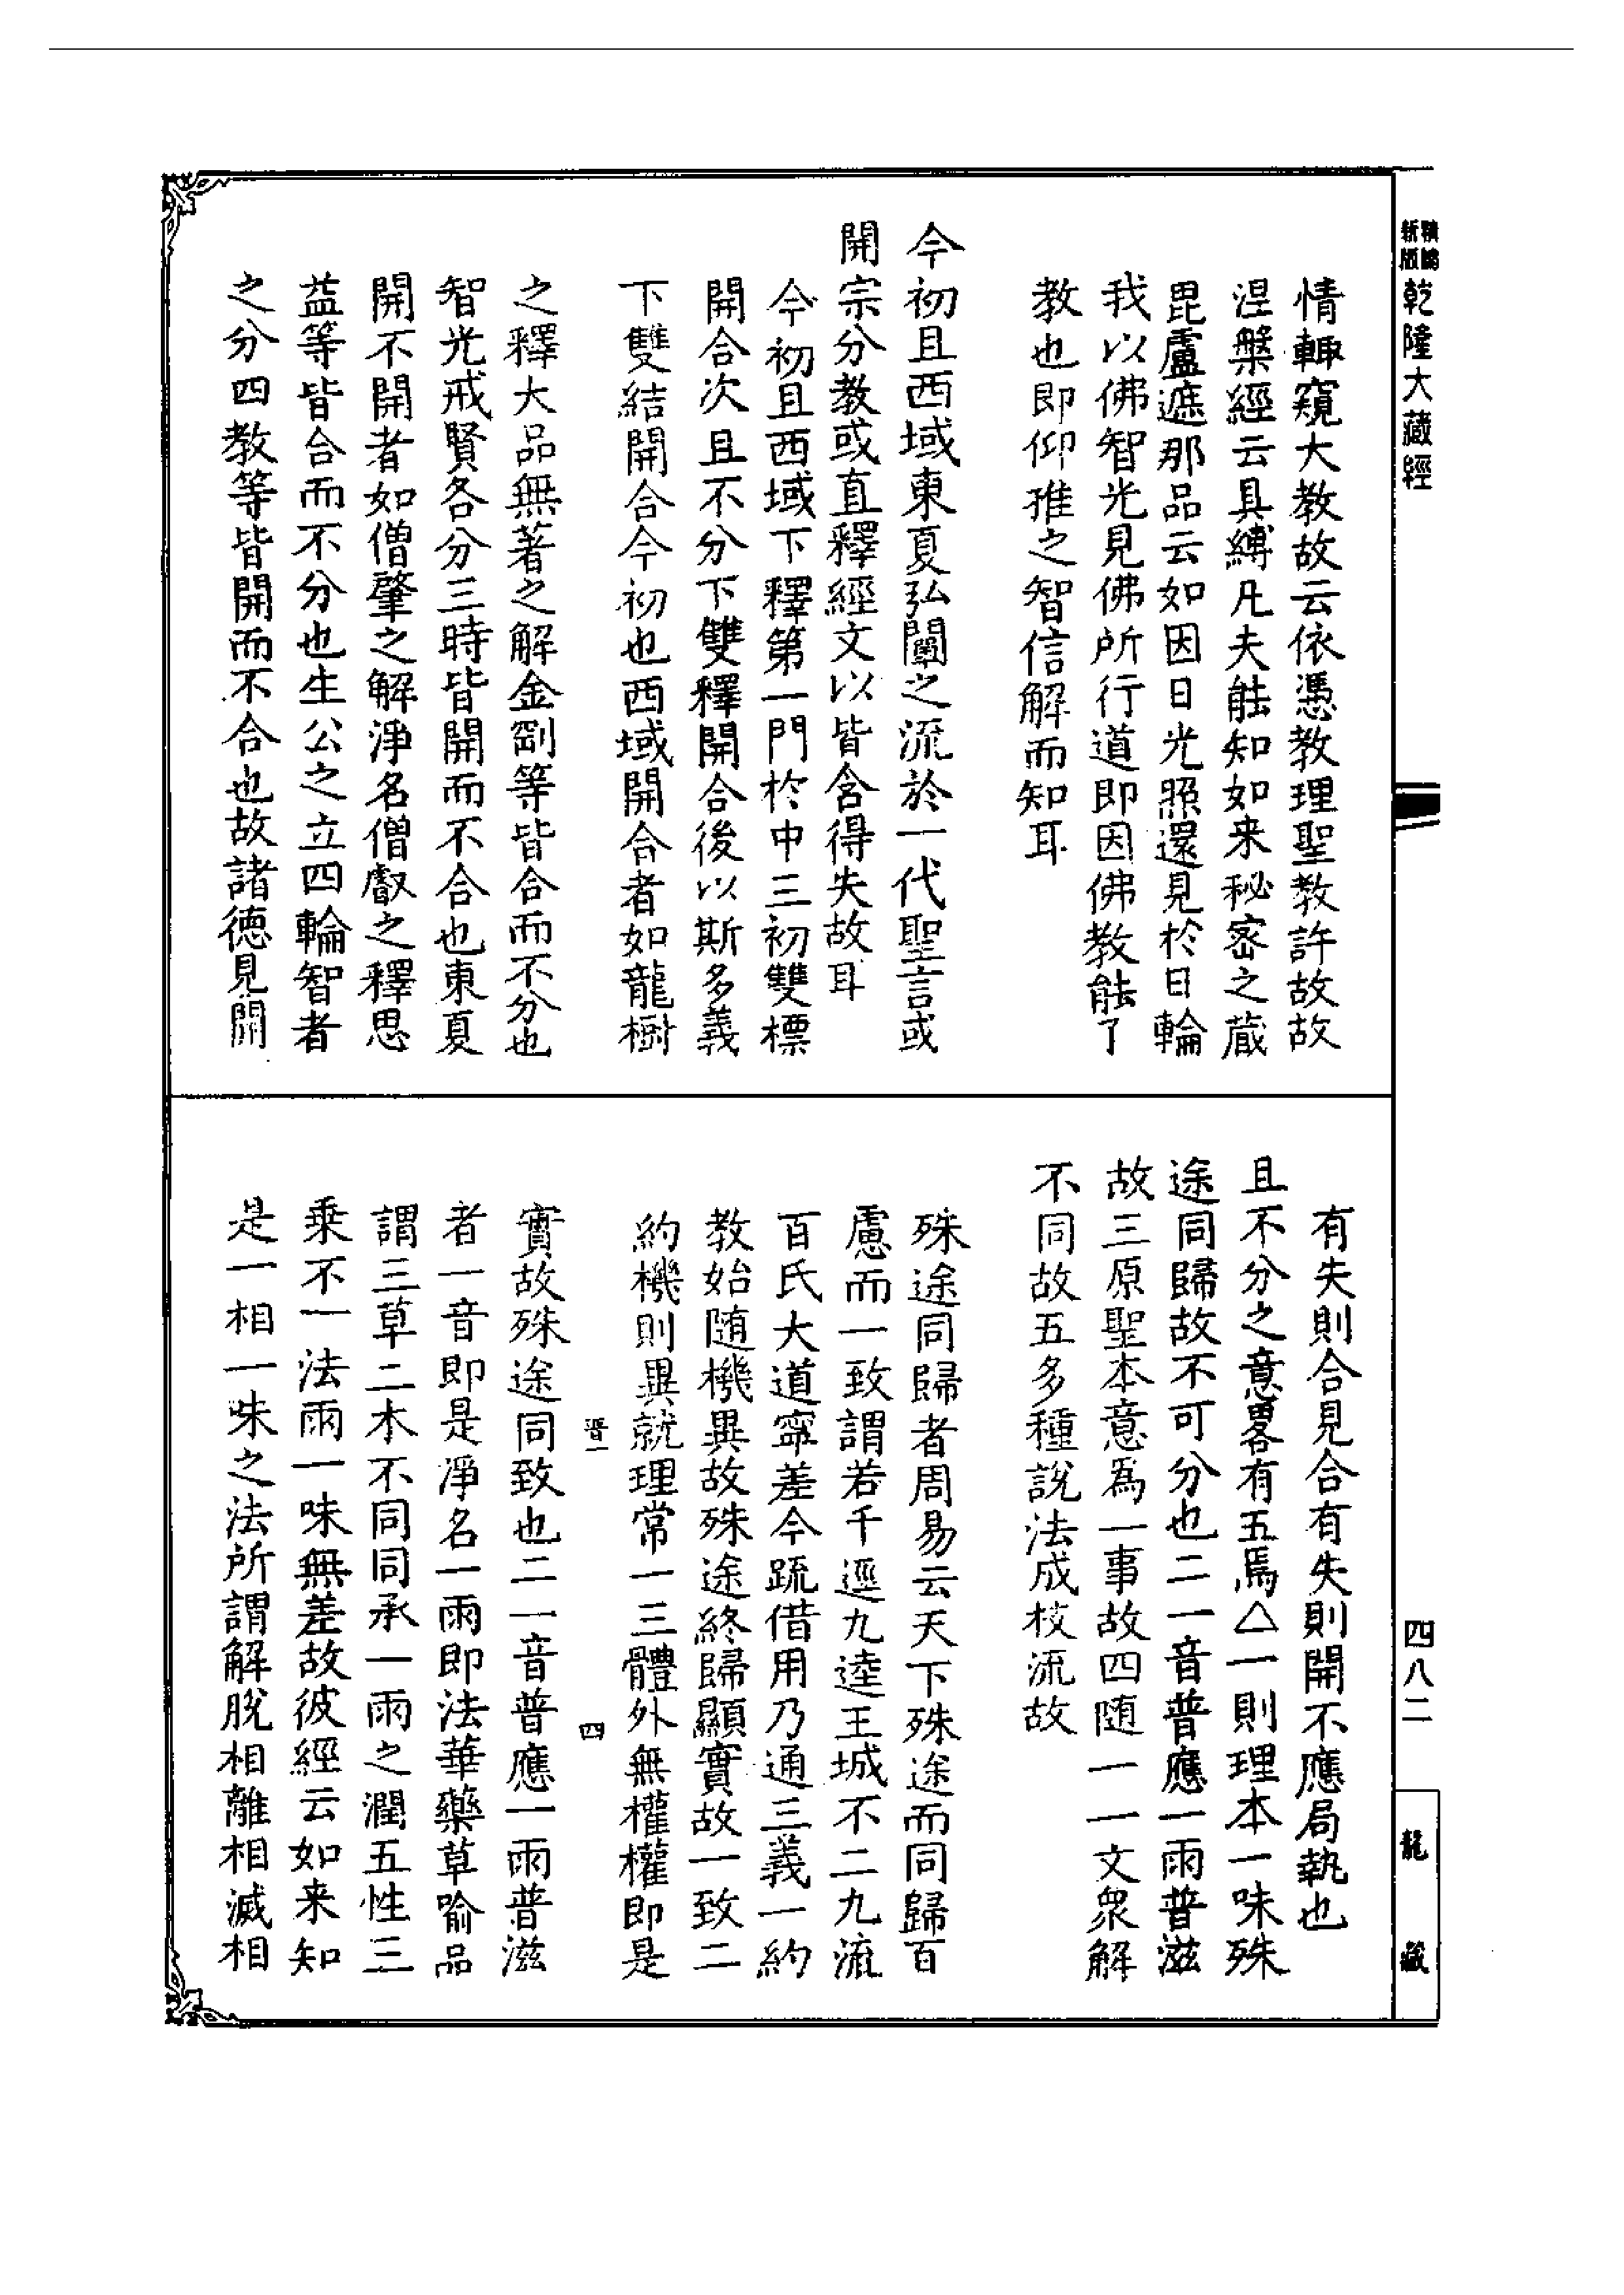 新版
乾隆大藏經
情輙窺大教故云依憑教理聖教許故故
涅槃經云具縛凡夫能知如来秘密之藏
毘盧遮那品云如因日光照還見於日輪
我以佛智光見佛所行道即因佛教能了
教也即仰推之智信解而知耳
今初且西域東夏弘闡之流於一代聖言或
開宗分教或直釋經文以皆含得失故耳
今初且西域下釋第一門於中三初雙標
開合次且不分下雙釋開合後以斯多義
下雙結開合今初也西域開合者如龍樹
之釋大品無著之解金剛等皆合而不分也
智光戒賢各分三時皆開而不合也東夏
開不開者如僧肇之解淨名僧叡之釋思
益等皆合而不分也生公之立四輪智者
之分四教等皆開而不合也故諸德見開
有失則合見合有失則開不應局執也
且不分之意畧有五焉△一則理本一味殊
途同歸故不可分也二一音普應一雨普滋
故三原聖本意爲一事故四随一一文衆解
不同故五多種説法成枝流故
殊途同歸者周易云天下殊途而同歸百
慮而一致謂若千逕九逵王城不二九流
百氏大道寧差今疏借用乃通三義一約
教始随機異故殊途終歸顯實故一致二
約機則異就理常一三體外無權權即是
晋一
四
實故殊途同致也二一音普應一雨普滋
者一音即是淨名一雨即法華藥草喻品
謂三草二木不同同承一雨之潤五性三
乗不一法雨一味無差故彼經云如来知
是一相一味之法所謂解脱相離相滅相
四八二
龍藏